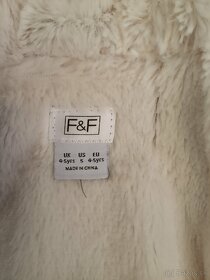 F&F
UK US EU
4-5yrs 5 4-5yrs
MADE IN CHINA